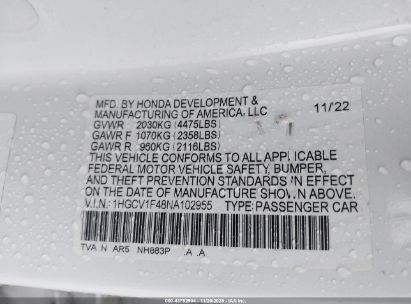 MFD. BY HONDA DEVELOPMENT &
MANUFACTURING OF AMERICA, LLC 11/22
GVWR 2030KG (4475LBS)
GAWR F 1070KG (2358LBS)
GAWR R 960KG (2116LBS)
THIS VEHICLE CONFORMS TO ALL APPLICABLE
FEDERAL MOTOR VEHICLE SAFETY, BUMPER,
AND THEFT PREVENTION STANDARDS IN EFFECT
ON THE DATE OF MANUFACTURE SHOWN ABOVE.
V.I.N.: 1HGCV1F48NA102955 TYPE: PASSENGER CAR
TVA N AR5 NH883P A A